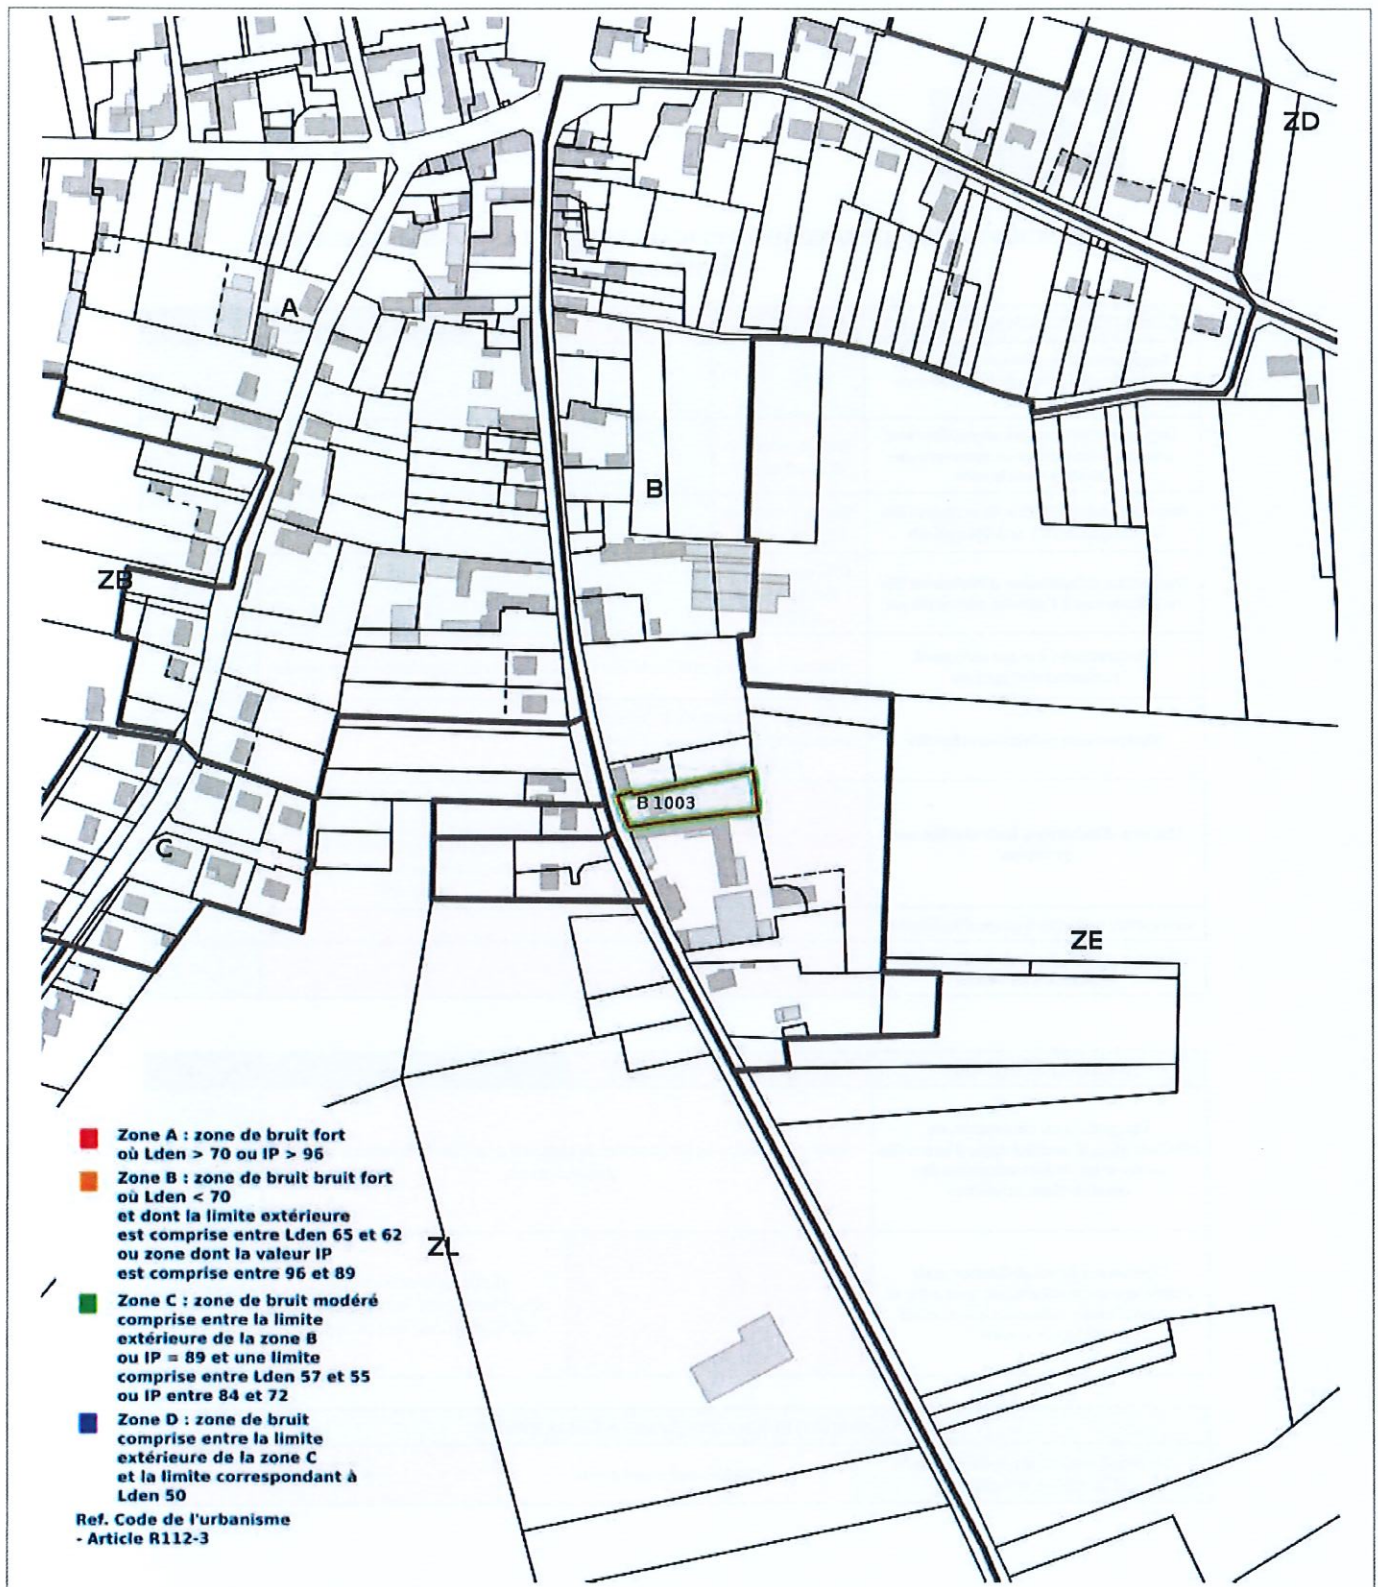 ZD
A
B
ZB
B 1003
C
ZE
Zone A : zone de bruit fort
où Lden > 70 ou IP > 96
Zone B : zone de bruit bruit fort
où Lden < 70
et dont la limite extérieure
est comprise entre Lden 65 et 62
ou zone dont la valeur IP
est comprise entre 96 et 89
ZL
Zone C : zone de bruit modéré
comprise entre la limite
extérieure de la zone B
ou IP = 89 et une limite
comprise entre Lden 57 et 55
ou IP entre 84 et 72
Zone D : zone de bruit
comprise entre la limite
extérieure de la zone C
et la limite correspondant à
Lden 50
Ref. Code de l'urbanisme
- Article R112-3